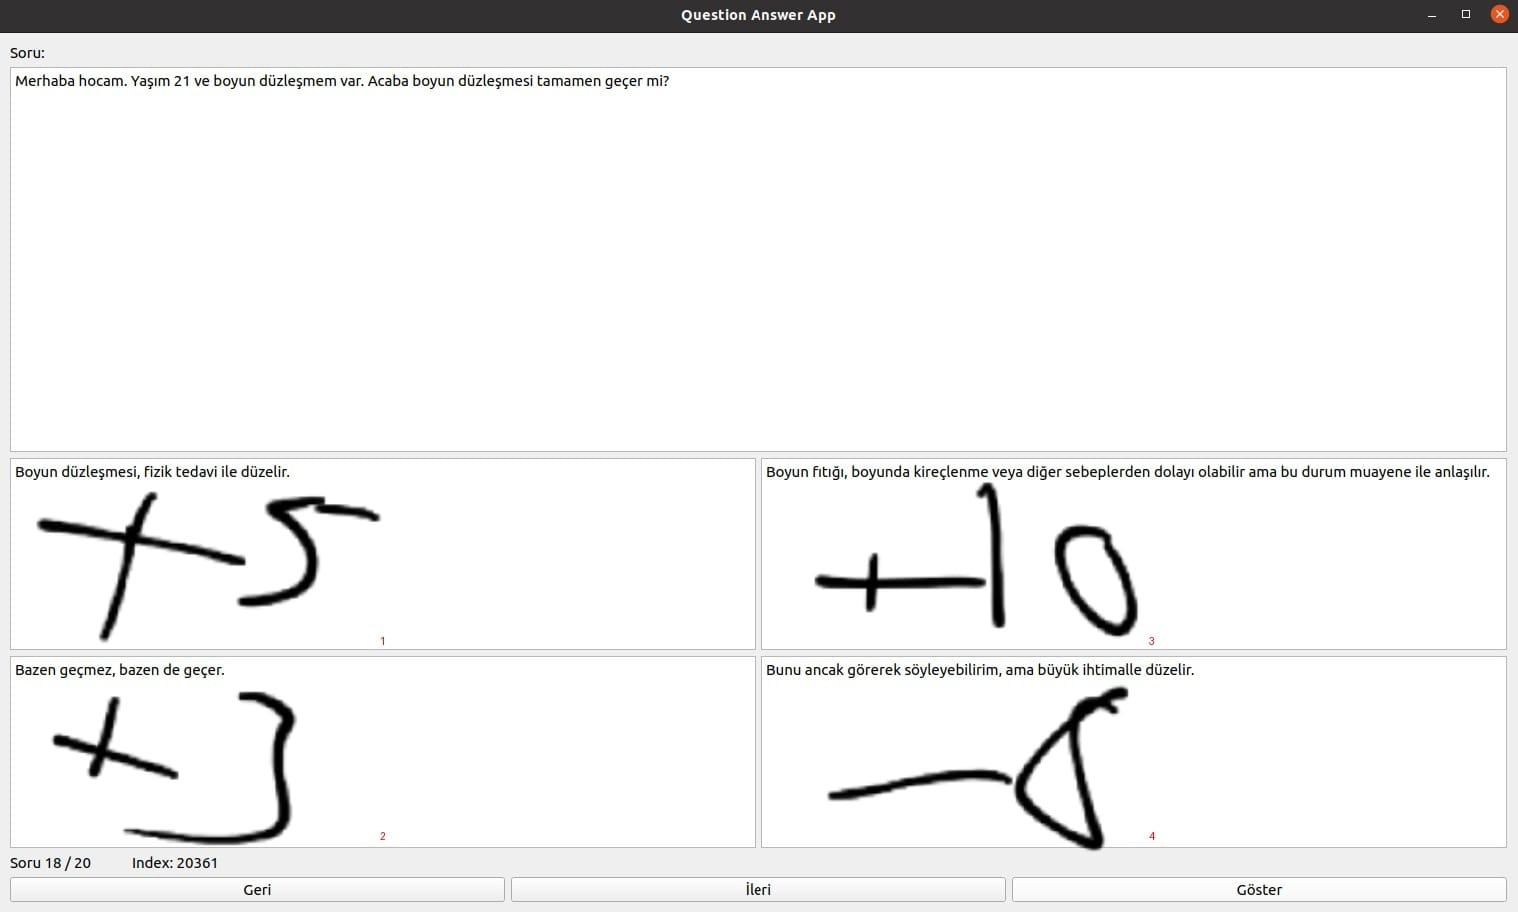 Question Answer App
Soru:
Merhaba hocam. Yaşım 21 ve boyun düzleşmem var. Acaba boyun düzleşmesi tamamen geçer mi?
Boyun düzleşmesi, fizik tedavi ile düzelir.
+5
1
Boyun fıtığı, boyunda kireçlenme veya diğer sebeplerden dolayı olabilir ama bu durum muayene ile anlaşılır.
+10
3
Bazen geçmez, bazen de geçer.
+3
2
Bunu ancak görerek söyleyebilirim, ama büyük ihtimalle düzelir.
-8
4
Soru 18 / 20 Index: 20361
Geri İleri Göster